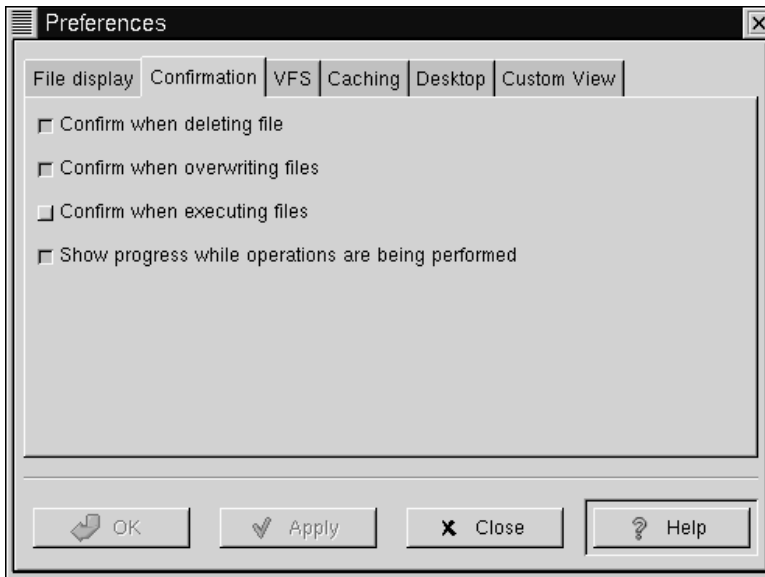 Preferences
File display Confirmation VFS Caching Desktop Custom View
Confirm when deleting file
Confirm when overwriting files
Confirm when executing files
Show progress while operations are being performed
OK Apply Close Help